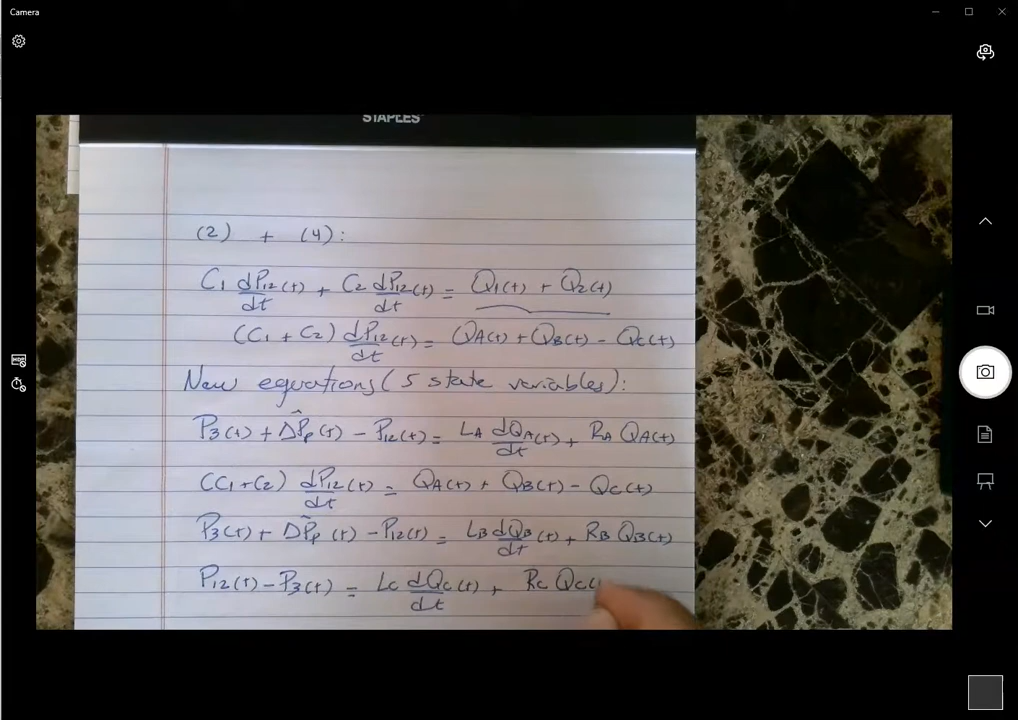 Camera
STAPLES
(2) + (4):
C1 dP12(t)/dt + C2 dP12(t)/dt = Q1(t) + Q2(t)
(C1 + C2) dP12(t)/dt = QA(t) + QB(t) - QC(t)
New equations (5 state variables):
P3(t) + ΔP̂p(t) - P12(t) = LA dQA(t)/dt + RA QA(t)
(C1+C2) dP12(t)/dt = QA(t) + QB(t) - QC(t)
P3(t) + ΔP̂p(t) - P12(t) = LB dQB(t)/dt + RB QB(t)
P12(t) - P3(t) = LC dQC(t)/dt + RC QC(